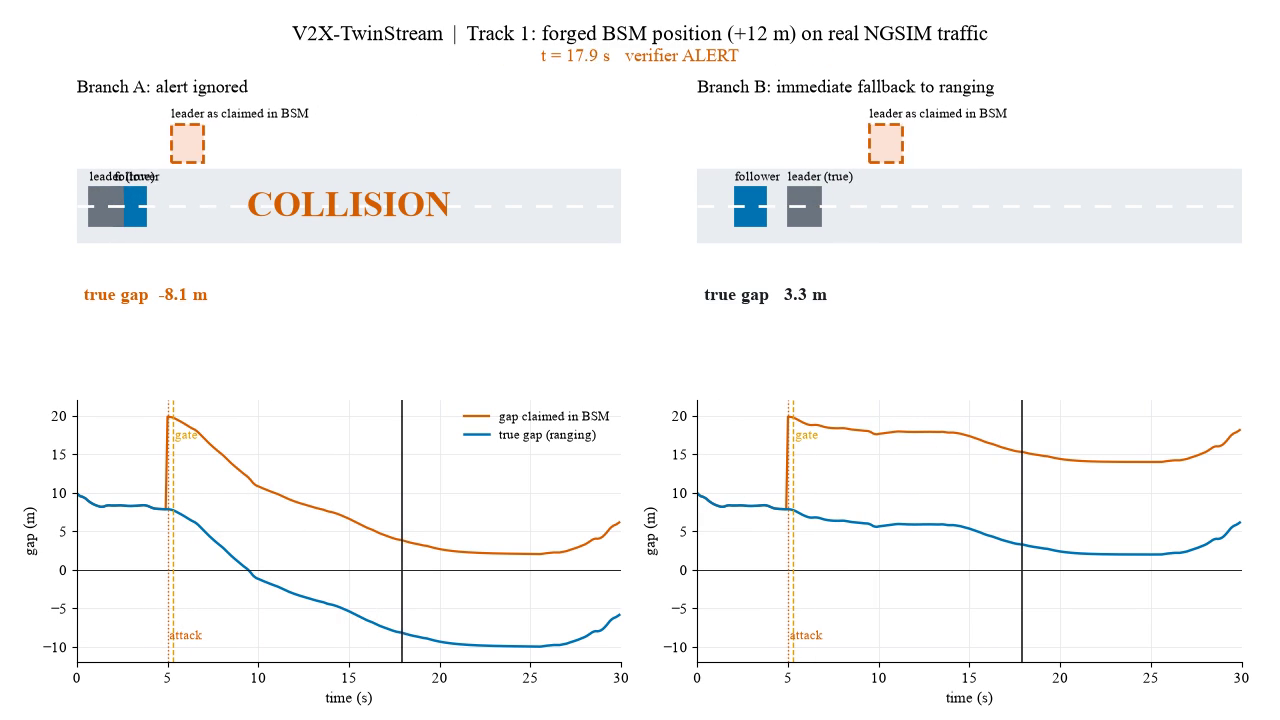 V2X-TwinStream | Track 1: forged BSM position (+12 m) on real NGSIM traffic
t = 17.9 s verifier ALERT
Branch A: alert ignored
leader as claimed in BSM
leader (true)
follower
COLLISION
true gap -8.1 m
Branch B: immediate fallback to ranging
leader as claimed in BSM
follower
leader (true)
true gap 3.3 m
gap claimed in BSM
true gap (ranging)
gate
attack
gap (m)
20
15
10
5
0
−5
−10
0 5 10 15 20 25 30
time (s)
gate
attack
gap (m)
20
15
10
5
0
−5
−10
0 5 10 15 20 25 30
time (s)